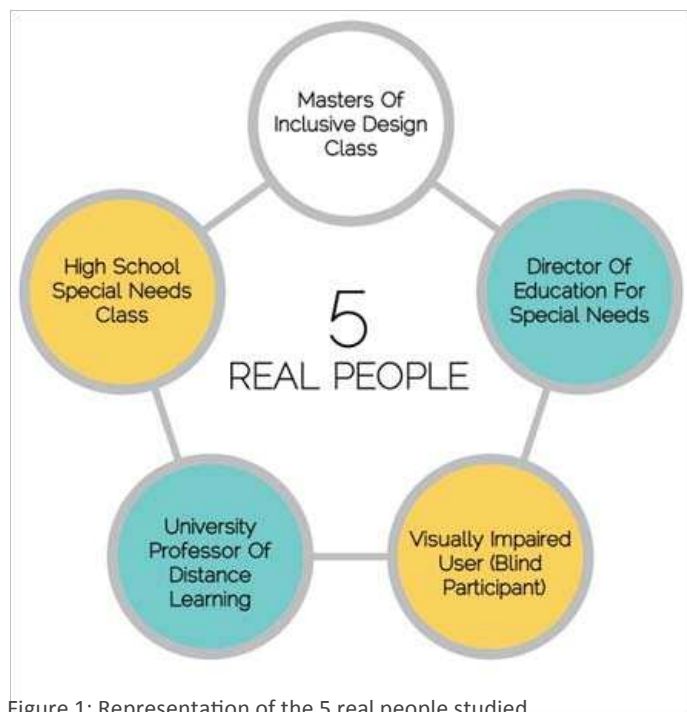 Masters Of
Inclusive Design
Class
High School
Special Needs
Class
Director Of
Education For
Special Needs
5
REAL PEOPLE
University
Professor Of
Distance
Learning
Visually Impaired
User (Blind
Participant)
Figure 1: Representation of the 5 real people studied